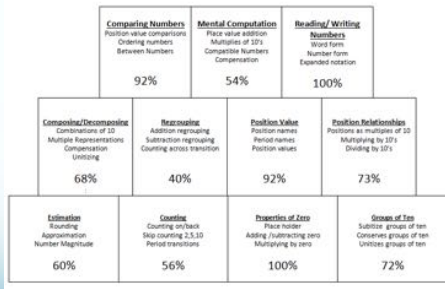 Comparing Numbers
Position value comparisons
Ordering numbers
Between Numbers
92%
Mental Computation
Place value addition
Multiples of 10's
Compatible Numbers
Compensation
54%
Reading/ Writing
Numbers
Word form
Number form
Expanded notation
100%
Composing/Decomposing
Combinations of 10
Multiple Representations
Compensation
Unitizing
68%
Regrouping
Addition regrouping
Subtraction regrouping
Counting across transition
40%
Position Value
Position names
Period names
Position values
92%
Position Relationships
Positions as multiples of 10
Multiplying by 10's
Dividing by 10's
73%
Estimation
Rounding
Approximation
Number Magnitude
60%
Counting
Counting on/back
Skip counting 2,5,10
Period transitions
56%
Properties of Zero
Place holder
Adding /subtracting zero
Multiplying by zero
100%
Groups of Ten
Subitize groups of ten
Conserves groups of ten
Unitizes groups of ten
72%